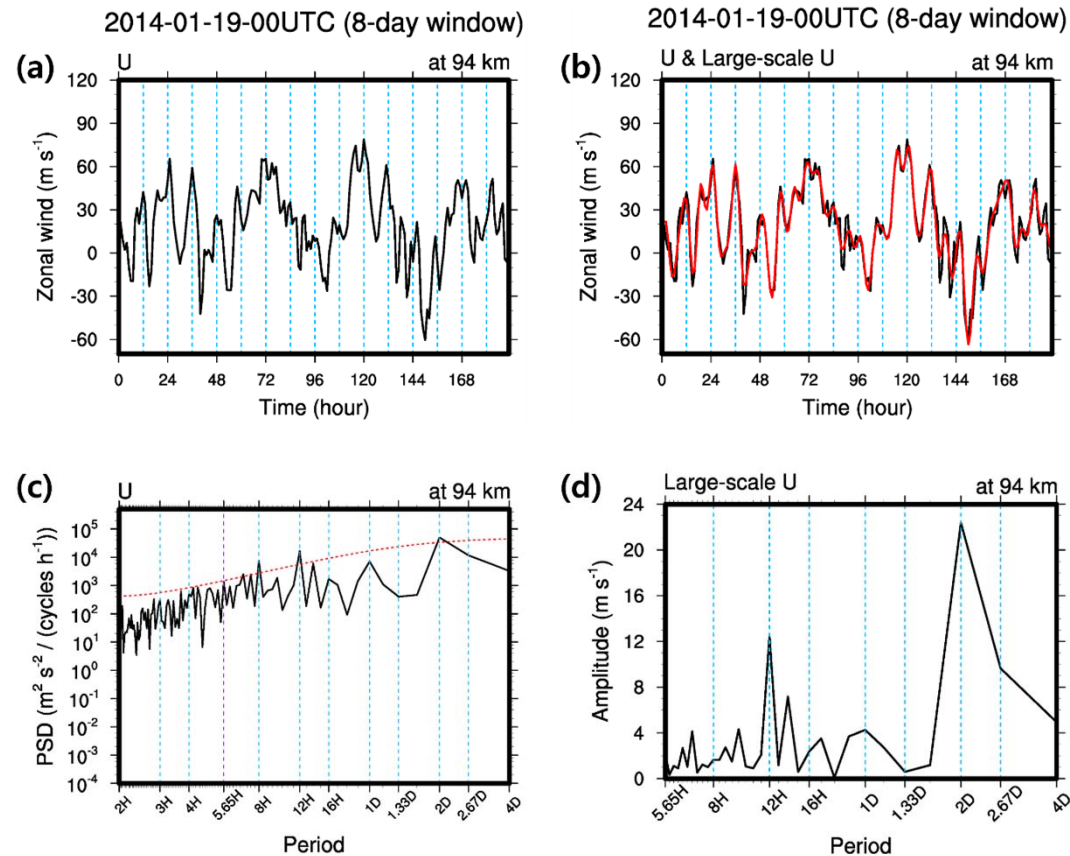 2014-01-19-00UTC (8-day window)
(a) U at 94 km
120
90
60
30
0
-30
-60
Zonal wind (m s⁻¹)
0 24 48 72 96 120 144 168
Time (hour)
2014-01-19-00UTC (8-day window)
(b) U & Large-scale U at 94 km
120
90
60
30
0
-30
-60
Zonal wind (m s⁻¹)
0 24 48 72 96 120 144 168
Time (hour)
(c) U at 94 km
10⁵
10⁴
10³
10²
10¹
10⁰
10⁻¹
10⁻²
10⁻³
10⁻⁴
PSD (m² s⁻² / (cycles h⁻¹))
2H 3H 4H 5.65H 8H 12H 16H 1D 1.33D 2D 2.67D 4D
Period
(d) Large-scale U at 94 km
24
20
16
12
8
4
0
Amplitude (m s⁻¹)
5.65H 8H 12H 16H 1D 1.33D 2D 2.67D 4D
Period